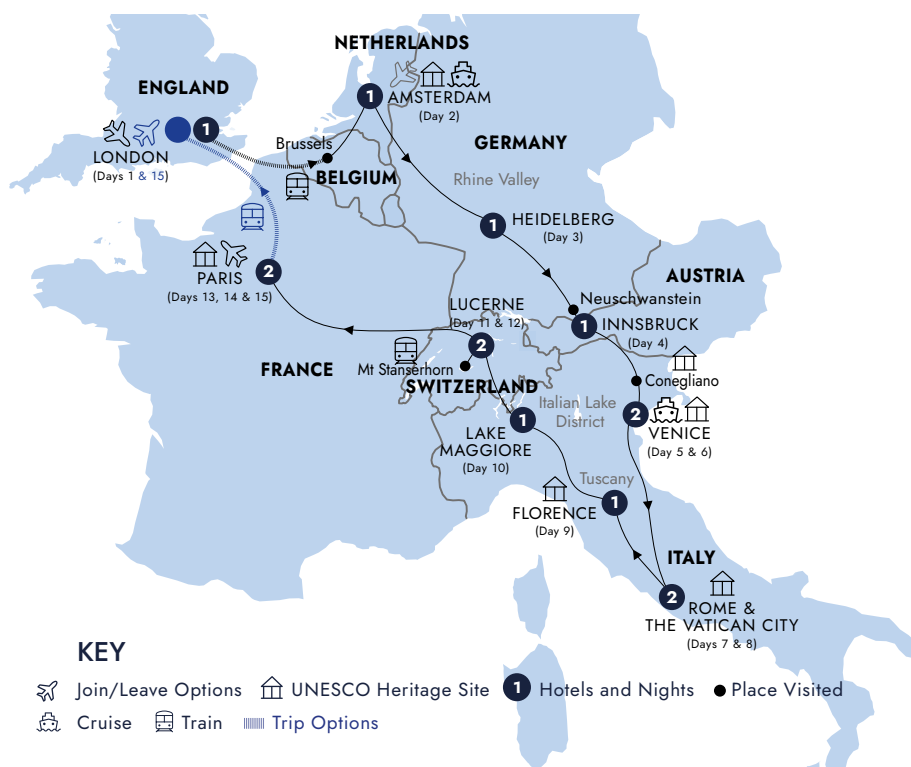 NETHERLANDS
ENGLAND
1
AMSTERDAM
(Day 2)
1
LONDON
(Days 1 & 15)
Brussels
BELGIUM
GERMANY
Rhine Valley
1
HEIDELBERG
(Day 3)
PARIS
(Days 13, 14 & 15)
2
AUSTRIA
Neuschwanstein
1
INNSBRUCK
(Day 4)
LUCERNE
(Day 11 & 12)
2
FRANCE
Mt Stanserhorn
SWITZERLAND
Conegliano
Italian Lake
District
1
LAKE
MAGGIORE
(Day 10)
2
VENICE
(Day 5 & 6)
Tuscany
1
FLORENCE
(Day 9)
ITALY
2
ROME &
THE VATICAN CITY
(Days 7 & 8)
KEY
Join/Leave Options
UNESCO Heritage Site
1
Hotels and Nights
Place Visited
Cruise
Train
Trip Options